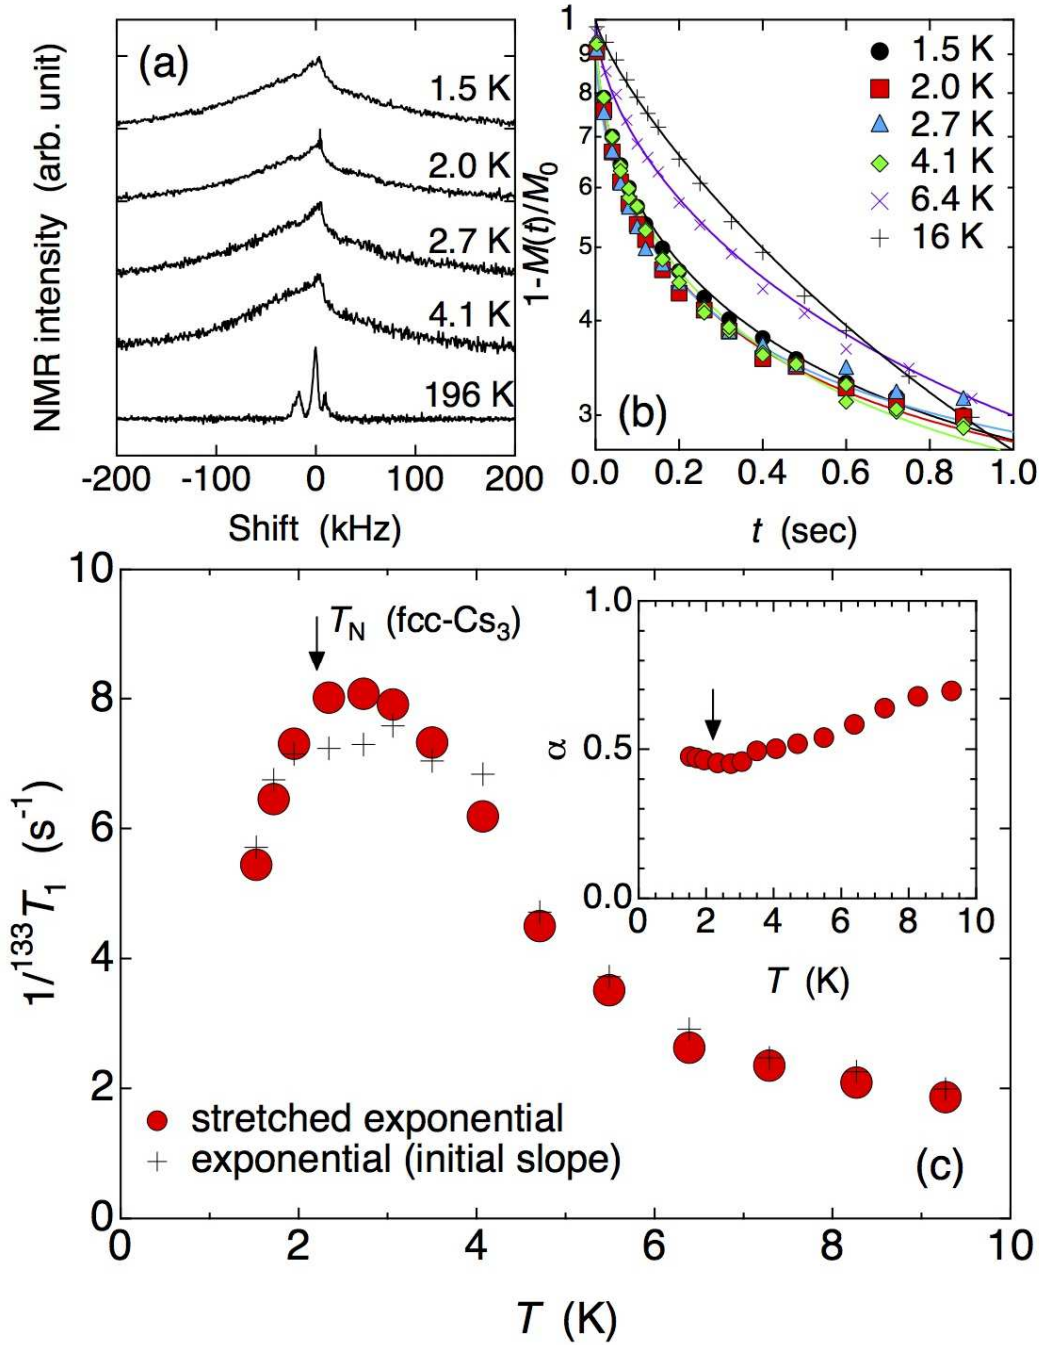 (a)
1.5 K
2.0 K
2.7 K
4.1 K
196 K
NMR intensity (arb. unit)
-200 -100 0 100 200
Shift (kHz)
1
9
8
7
6
5
4
3
1-M(t)/M0
1.5 K
2.0 K
2.7 K
4.1 K
6.4 K
16 K
(b)
0.0 0.2 0.4 0.6 0.8 1.0
t (sec)
10
8
6
4
2
0
1/¹³³T₁ (s⁻¹)
TN (fcc-Cs₃)
1.0
0.5
0.0
α
0 2 4 6 8 10
T (K)
stretched exponential
exponential (initial slope)
(c)
0 2 4 6 8 10
T (K)